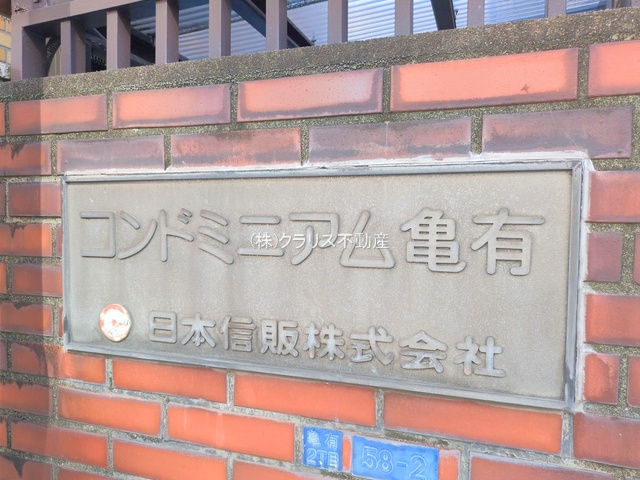 コンドミニアム亀有
(株)クラリス不動産
日本信販株式会社
亀有
2丁目
58-2